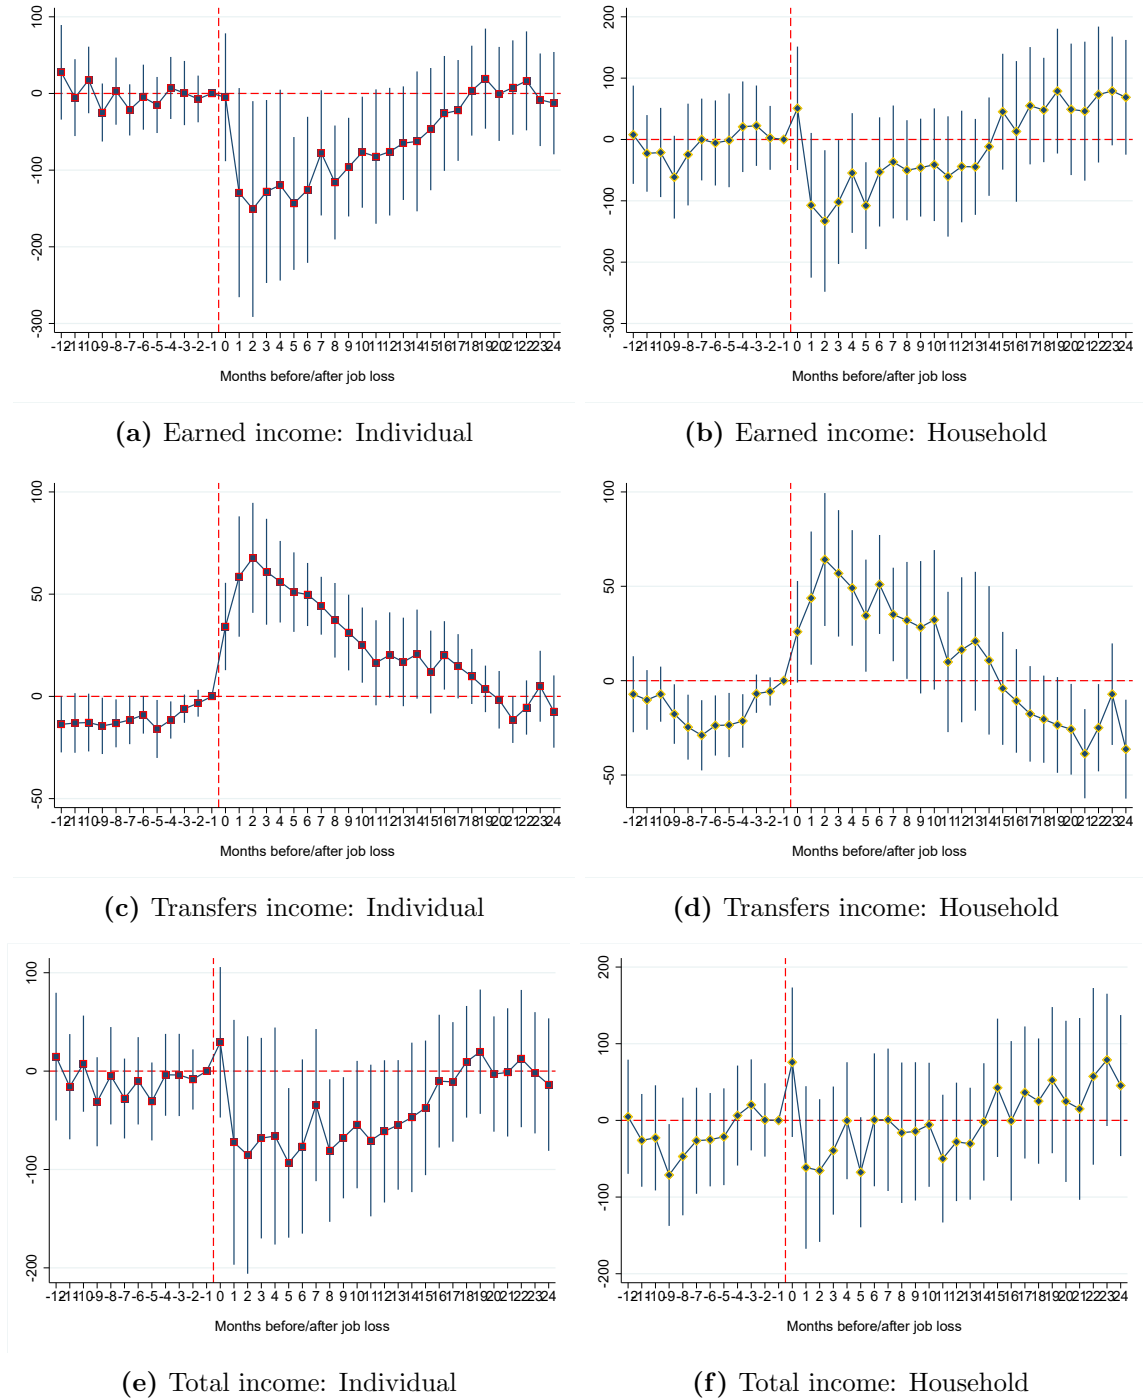 100
0
-100
-200
-300
-12 -11 -10 -9 -8 -7 -6 -5 -4 -3 -2 -1 0 1 2 3 4 5 6 7 8 9 10 11 12 13 14 15 16 17 18 19 20 21 22 23 24
Months before/after job loss
(a) Earned income: Individual
200
100
0
-100
-200
-300
-12 -11 -10 -9 -8 -7 -6 -5 -4 -3 -2 -1 0 1 2 3 4 5 6 7 8 9 10 11 12 13 14 15 16 17 18 19 20 21 22 23 24
Months before/after job loss
(b) Earned income: Household
100
50
0
-50
-12 -11 -10 -9 -8 -7 -6 -5 -4 -3 -2 -1 0 1 2 3 4 5 6 7 8 9 10 11 12 13 14 15 16 17 18 19 20 21 22 23 24
Months before/after job loss
(c) Transfers income: Individual
100
50
0
-50
-12 -11 -10 -9 -8 -7 -6 -5 -4 -3 -2 -1 0 1 2 3 4 5 6 7 8 9 10 11 12 13 14 15 16 17 18 19 20 21 22 23 24
Months before/after job loss
(d) Transfers income: Household
100
0
-100
-200
-12 -11 -10 -9 -8 -7 -6 -5 -4 -3 -2 -1 0 1 2 3 4 5 6 7 8 9 10 11 12 13 14 15 16 17 18 19 20 21 22 23 24
Months before/after job loss
(e) Total income: Individual
200
100
0
-100
-200
-12 -11 -10 -9 -8 -7 -6 -5 -4 -3 -2 -1 0 1 2 3 4 5 6 7 8 9 10 11 12 13 14 15 16 17 18 19 20 21 22 23 24
Months before/after job loss
(f) Total income: Household